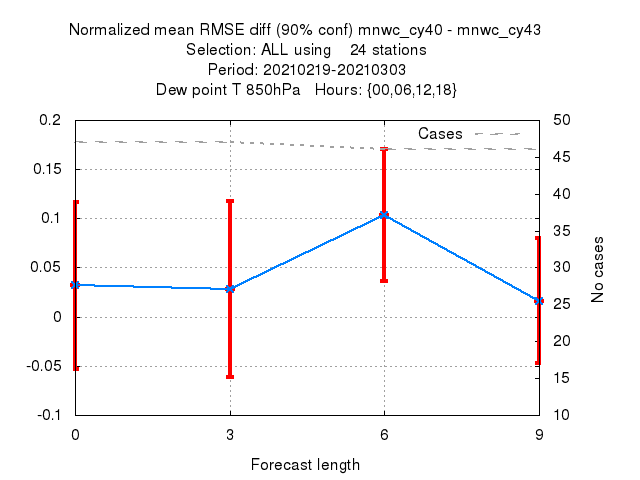 Normalized mean RMSE diff (90% conf) mnwc_cy40 - mnwc_cy43
Selection: ALL using    24 stations
Period: 20210219-20210303
Dew point T 850hPa   Hours: {00,06,12,18}
0.2
0.15
0.1
0.05
0
-0.05
-0.1
Cases
50
45
40
35
30
25
20
15
10
No cases
0
3
6
9
Forecast length